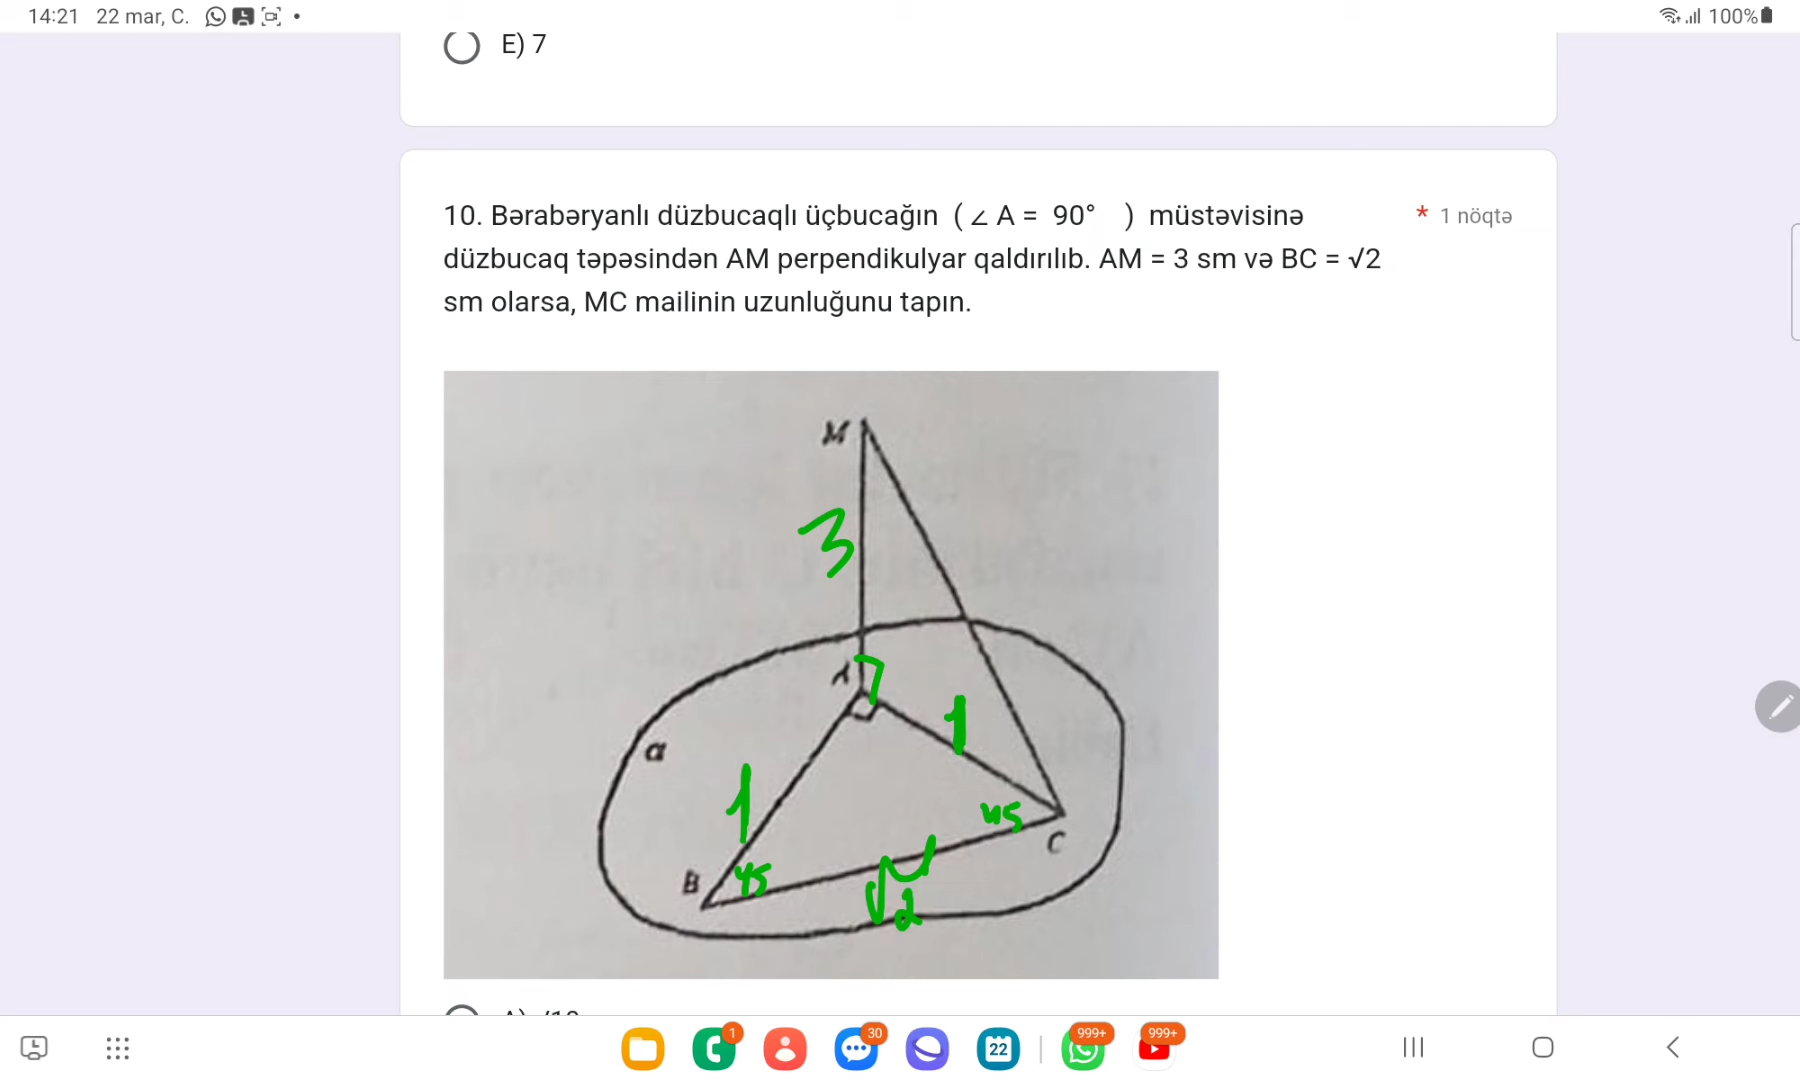 14:21 22 mar, C.
100%
E) 7
10. Bərabəryanlı düzbucaqlı üçbucağın ( ∠ A = 90° ) müstəvisinə
* 1 nöqtə
düzbucaq təpəsindən AM perpendikulyar qaldırılıb. AM = 3 sm və BC = √2
sm olarsa, MC mailinin uzunluğunu tapın.
M
3
A
1
a
1
45
C
B
45
√2
1
30
22
999+
999+